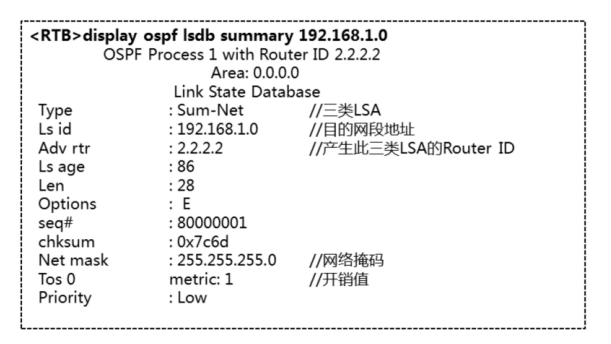 <RTB>display ospf lsdb summary 192.168.1.0
OSPF Process 1 with Router ID 2.2.2.2
Area: 0.0.0.0
Link State Database
Type : Sum-Net //三类LSA
Ls id : 192.168.1.0 //目的网段地址
Adv rtr : 2.2.2.2 //产生此三类LSA的Router ID
Ls age : 86
Len : 28
Options : E
seq# : 80000001
chksum : 0x7c6d
Net mask : 255.255.255.0 //网络掩码
Tos 0 metric: 1 //开销值
Priority : Low